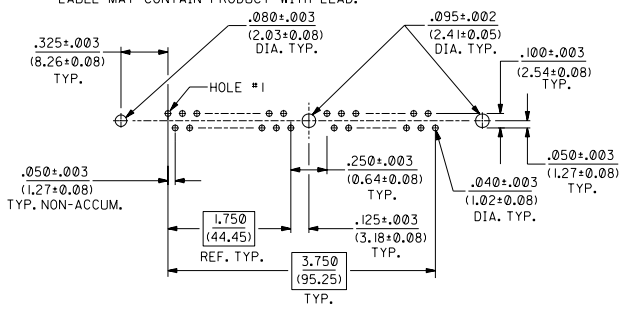 LABLE MAY CONTAIN PRODUCT WITH LEAD.
.080±.003
(2.03±0.08)
DIA. TYP.
.095±.002
(2.41±0.05)
DIA. TYP.
.325±.003
(8.26±0.08)
TYP.
.100±.003
(2.54±0.08)
TYP.
HOLE #1
.050±.003
(1.27±0.08)
TYP. NON-ACCUM.
.250±.003
(0.64±0.08)
TYP.
.040±.003
(1.02±0.08)
DIA. TYP.
.050±.003
(1.27±0.08)
TYP.
1.750
(44.45)
REF. TYP.
.125±.003
(3.18±0.08)
TYP.
3.750
(95.25)
TYP.